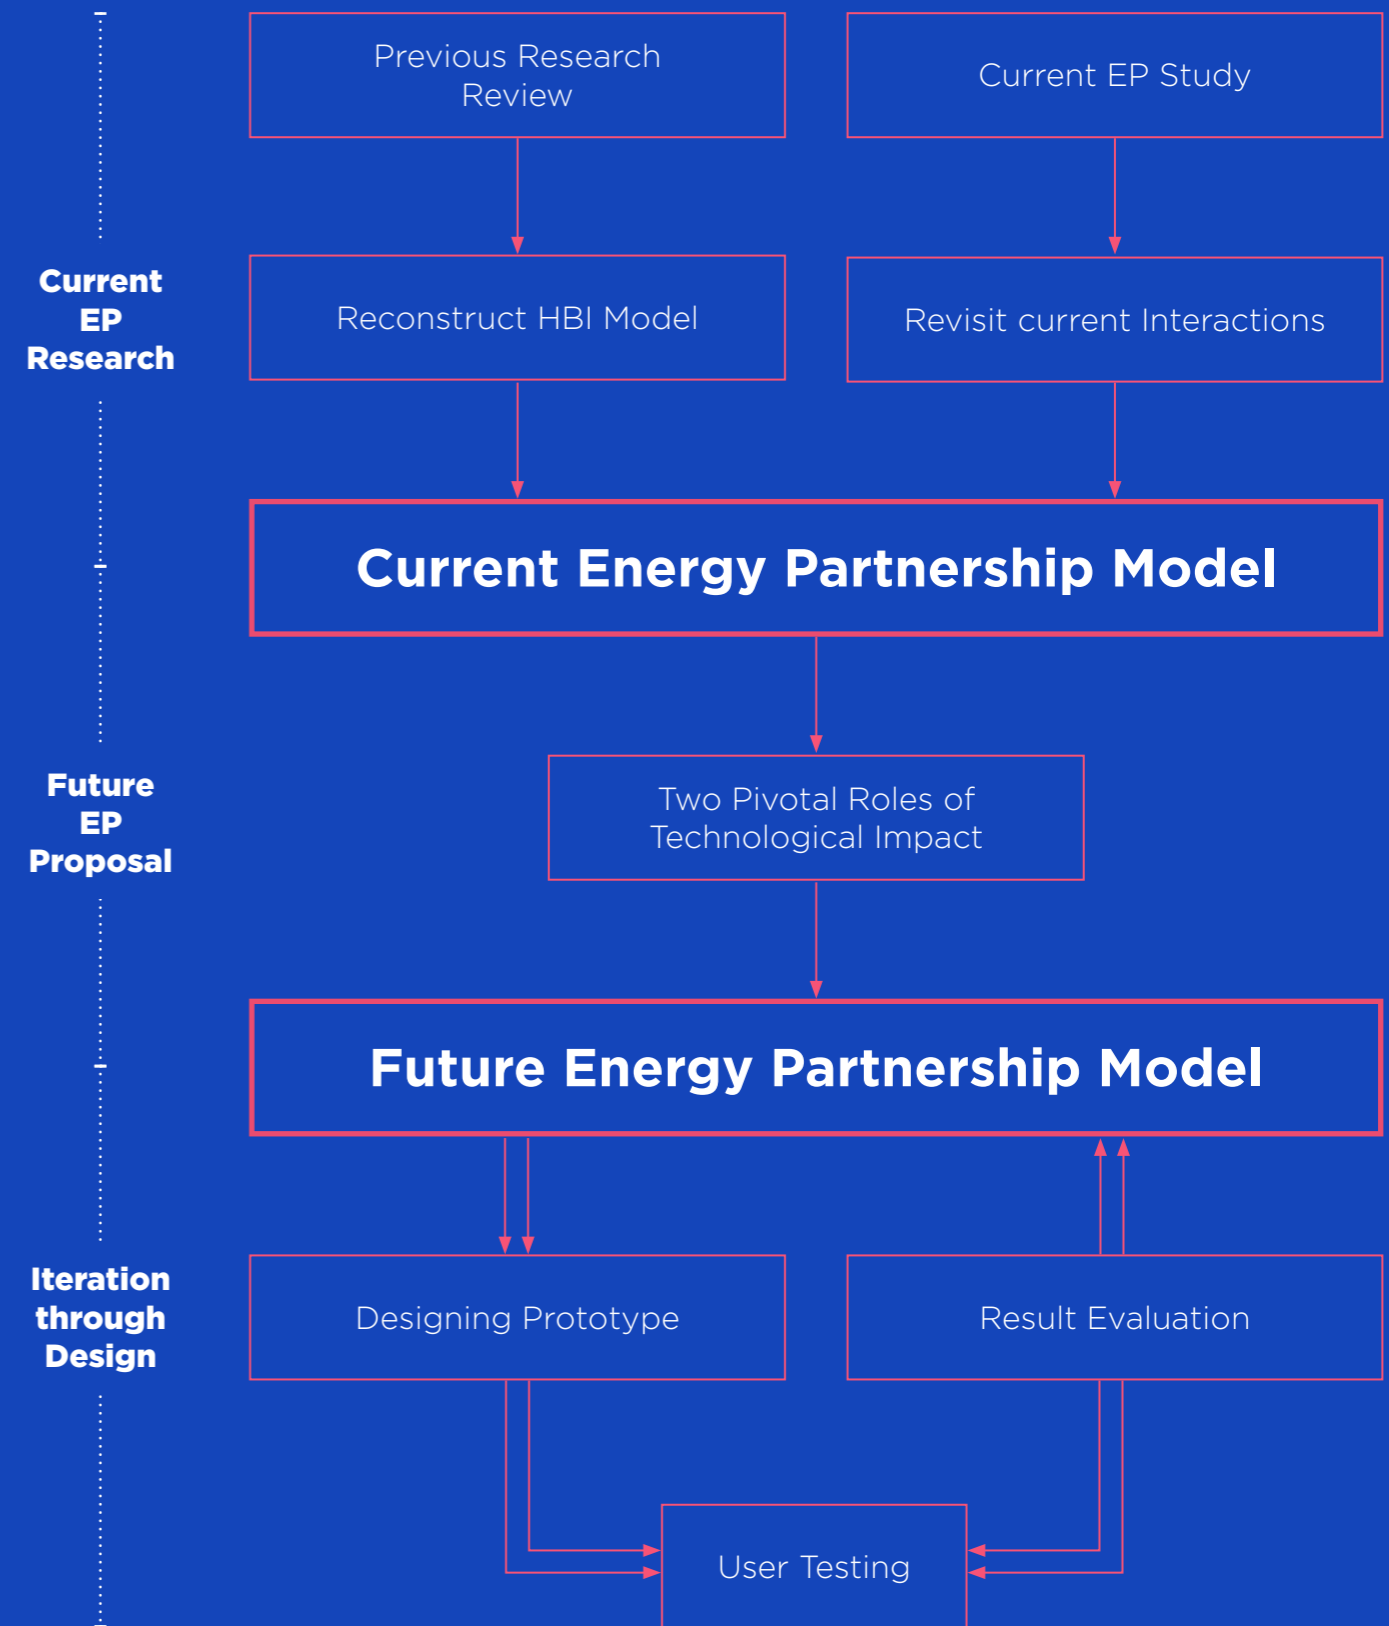 Previous Research
Review
Current EP Study
Current
EP
Research
Reconstruct HBI Model
Revisit current Interactions
Current Energy Partnership Model
Future
EP
Proposal
Two Pivotal Roles of
Technological Impact
Future Energy Partnership Model
Iteration
through
Design
Designing Prototype
Result Evaluation
User Testing